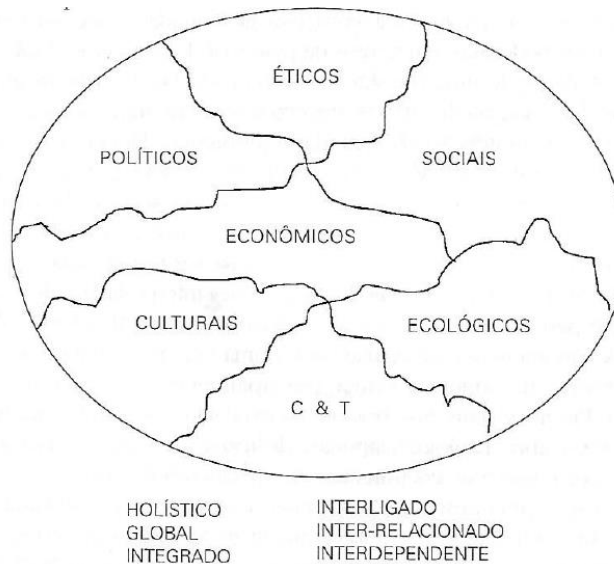 ÉTICOS
POLÍTICOS
SOCIAIS
ECONÔMICOS
CULTURAIS
ECOLÓGICOS
C & T
HOLÍSTICO
GLOBAL
INTEGRADO
INTERLIGADO
INTER-RELACIONADO
INTERDEPENDENTE